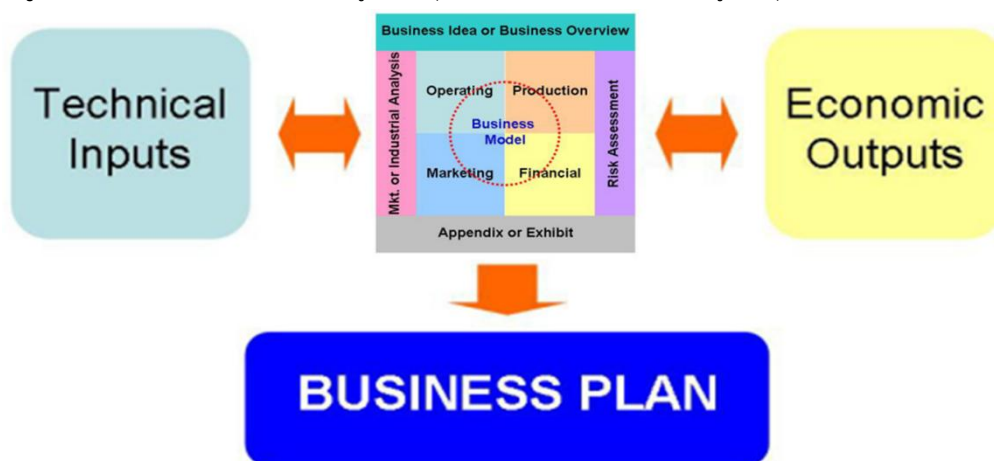 Business Idea or Business Overview
Technical
Inputs
Mkt. or Industrial Analysis
Operating
Production
Business
Model
Marketing
Financial
Risk Assessment
Economic
Outputs
Appendix or Exhibit
BUSINESS PLAN